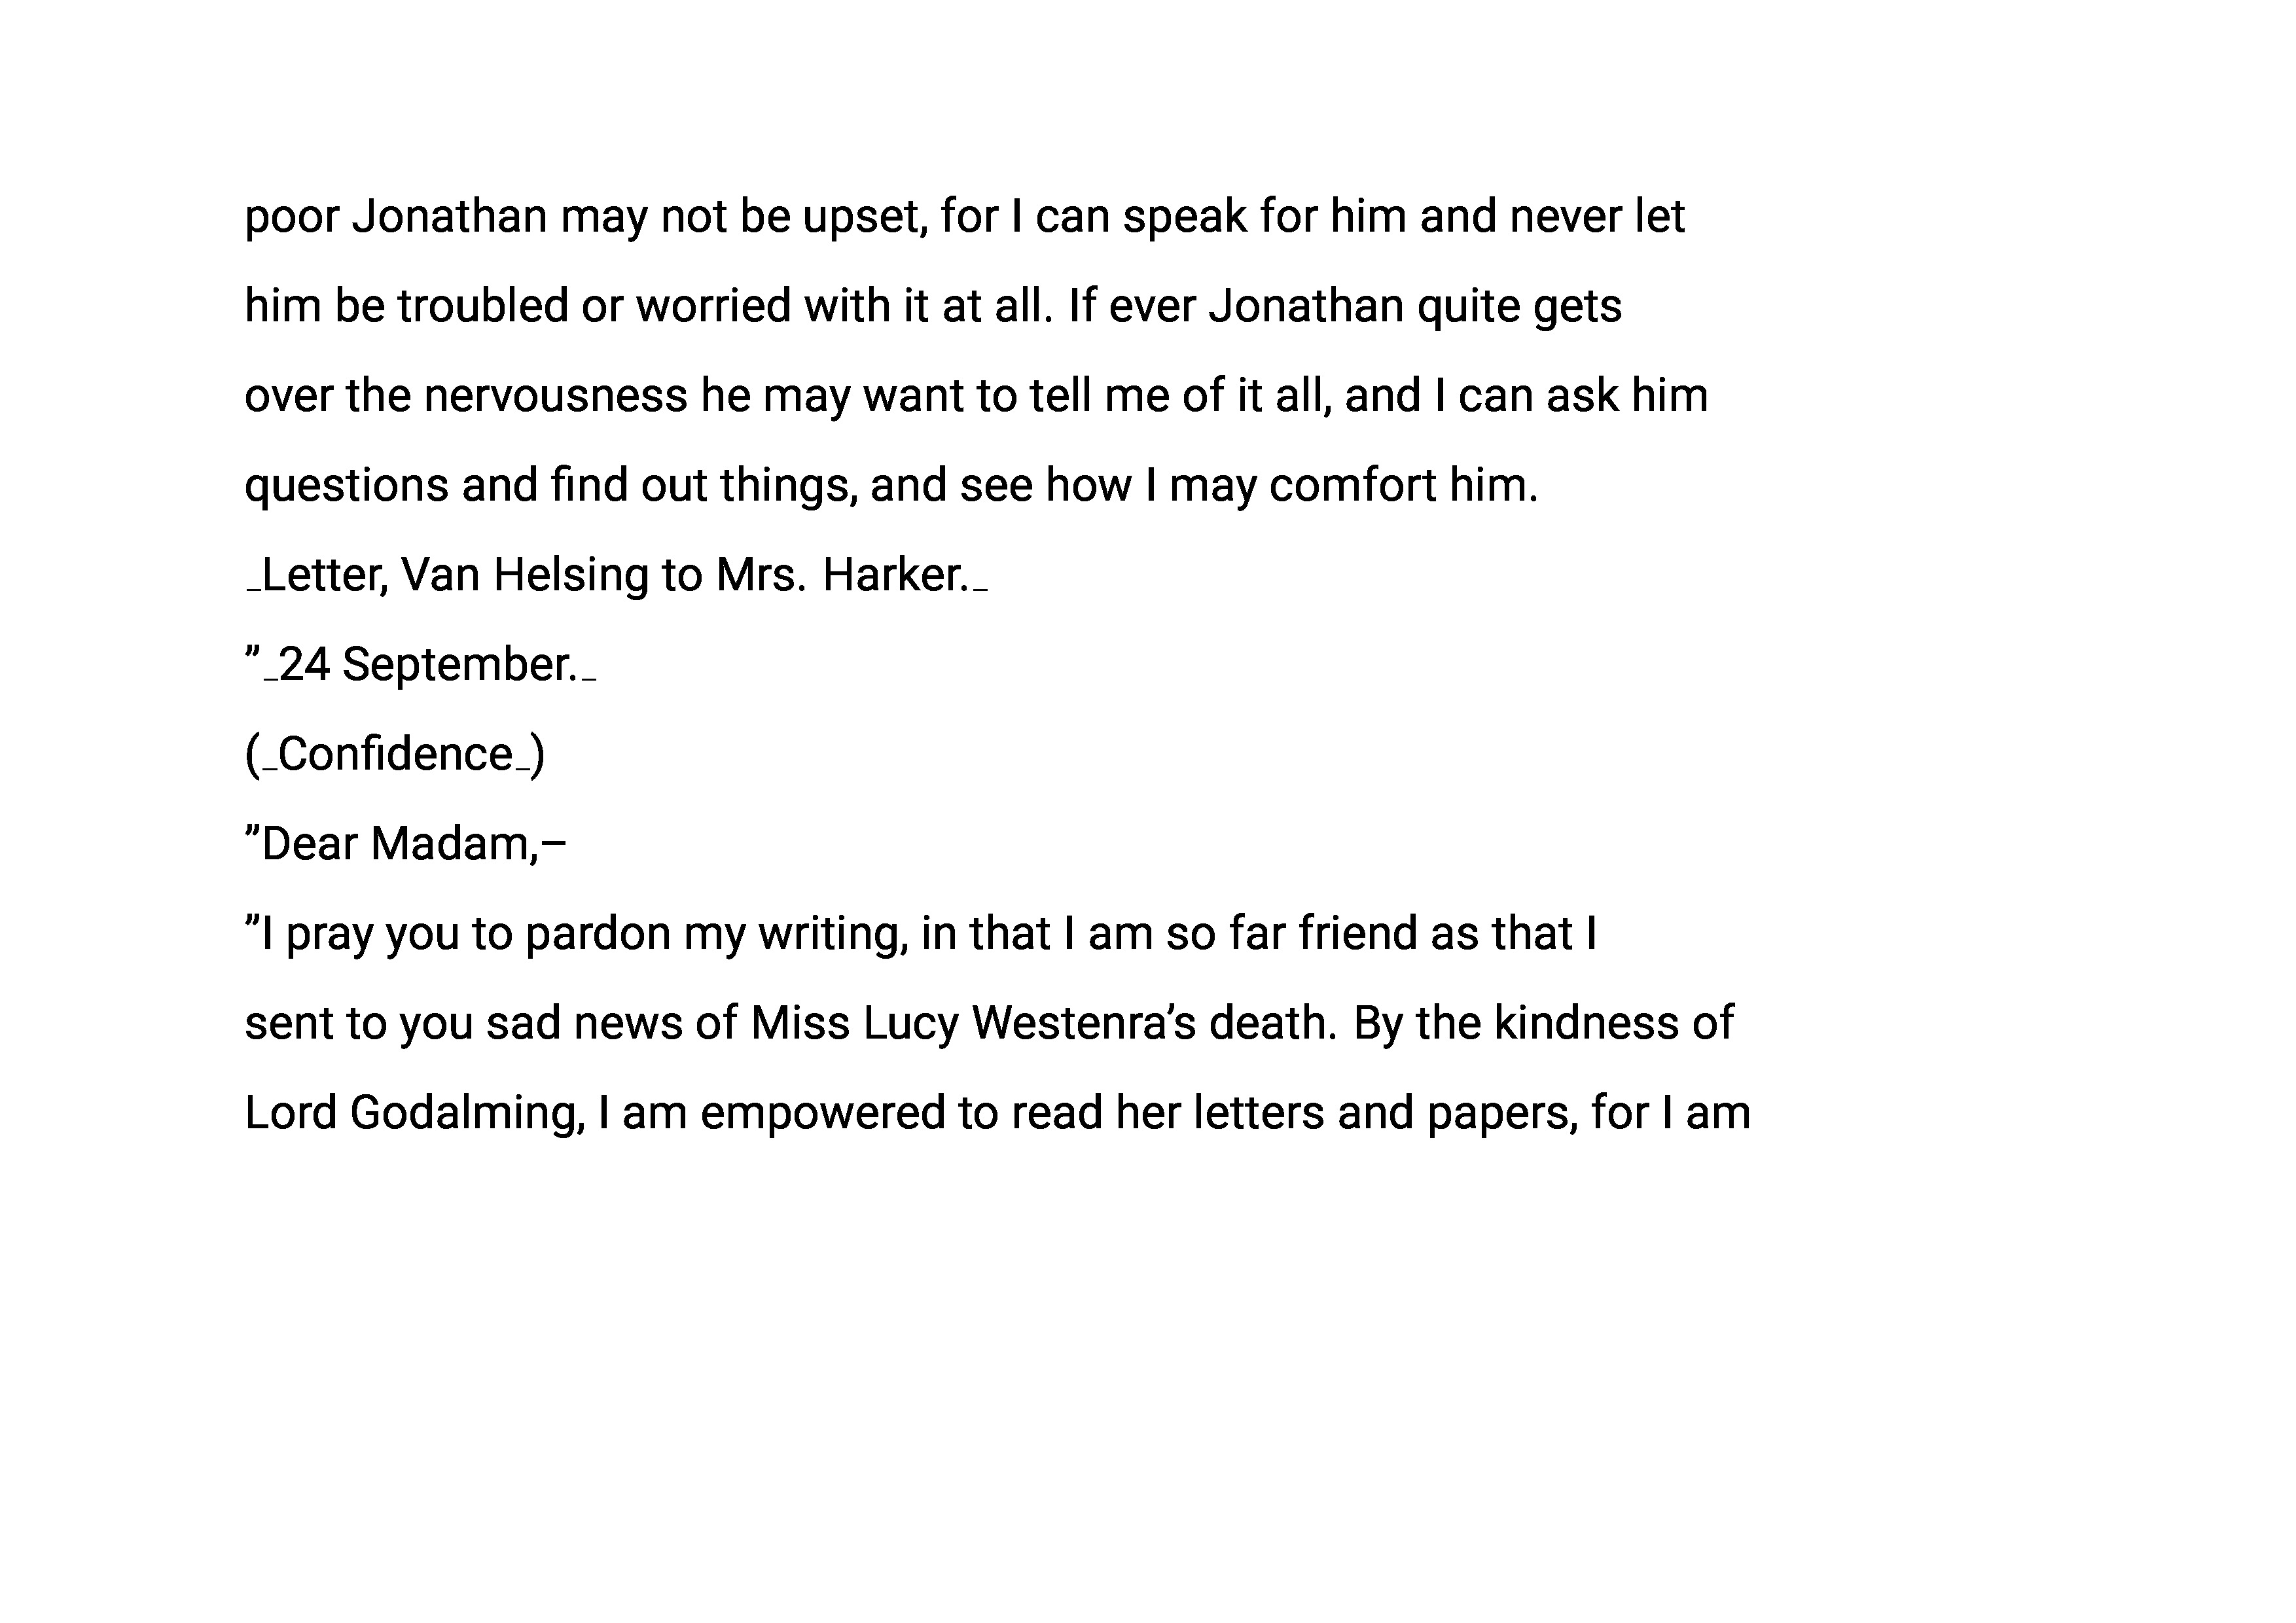 poor Jonathan may not be upset, for I can speak for him and never let
him be troubled or worried with it at all. If ever Jonathan quite gets
over the nervousness he may want to tell me of it all, and I can ask him
questions and find out things, and see how I may comfort him.
_Letter, Van Helsing to Mrs. Harker._
”_24 September._
(_Confidence_)
”Dear Madam,–
”I pray you to pardon my writing, in that I am so far friend as that I
sent to you sad news of Miss Lucy Westenra’s death. By the kindness of
Lord Godalming, I am empowered to read her letters and papers, for I am